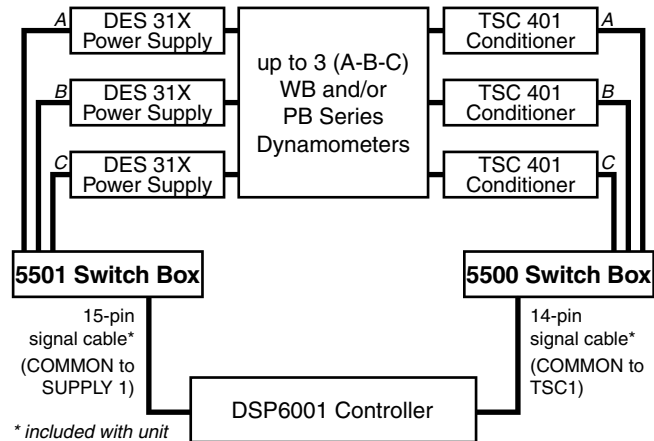 A
DES 31X
Power Supply
B
DES 31X
Power Supply
C
DES 31X
Power Supply
up to 3 (A-B-C)
WB and/or
PB Series
Dynamometers
TSC 401
Conditioner
A
TSC 401
Conditioner
B
TSC 401
Conditioner
C
5501 Switch Box
5500 Switch Box
15-pin
signal cable*
(COMMON to
SUPPLY 1)
14-pin
signal cable*
(COMMON to
TSC1)
DSP6001 Controller
* included with unit